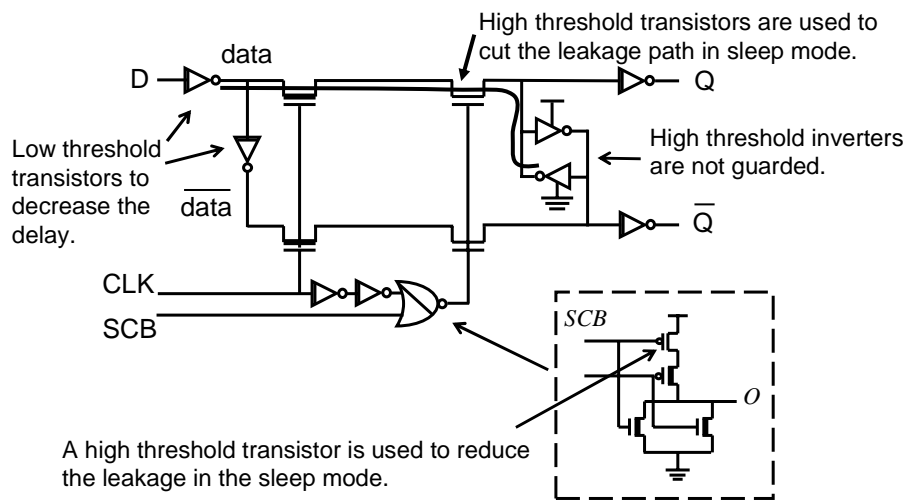 High threshold transistors are used to
cut the leakage path in sleep mode.
data
D
Q
Low threshold
transistors to
decrease the
delay.
High threshold inverters
are not guarded.
data
Q
CLK
SCB
SCB
O
A high threshold transistor is used to reduce
the leakage in the sleep mode.